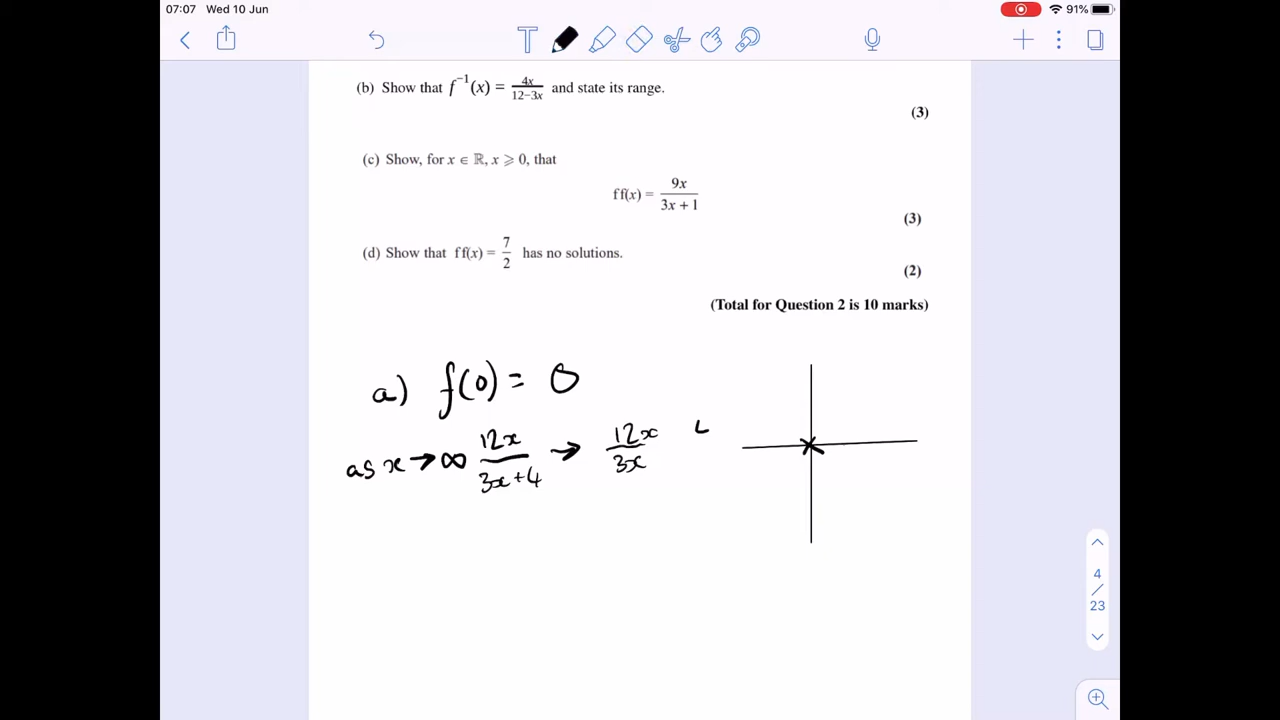 07:07 Wed 10 Jun 91%
T
(b) Show that f⁻¹(x) = 4x/(12−3x) and state its range.
(3)
(c) Show, for x ∈ ℝ, x ⩾ 0, that
ff(x) = 9x/(3x + 1)
(3)
(d) Show that ff(x) = 7/2 has no solutions.
(2)
(Total for Question 2 is 10 marks)
a) f(0) = 0
as x → ∞ 12x/(3x+4) → 12x/3x
4
/
23